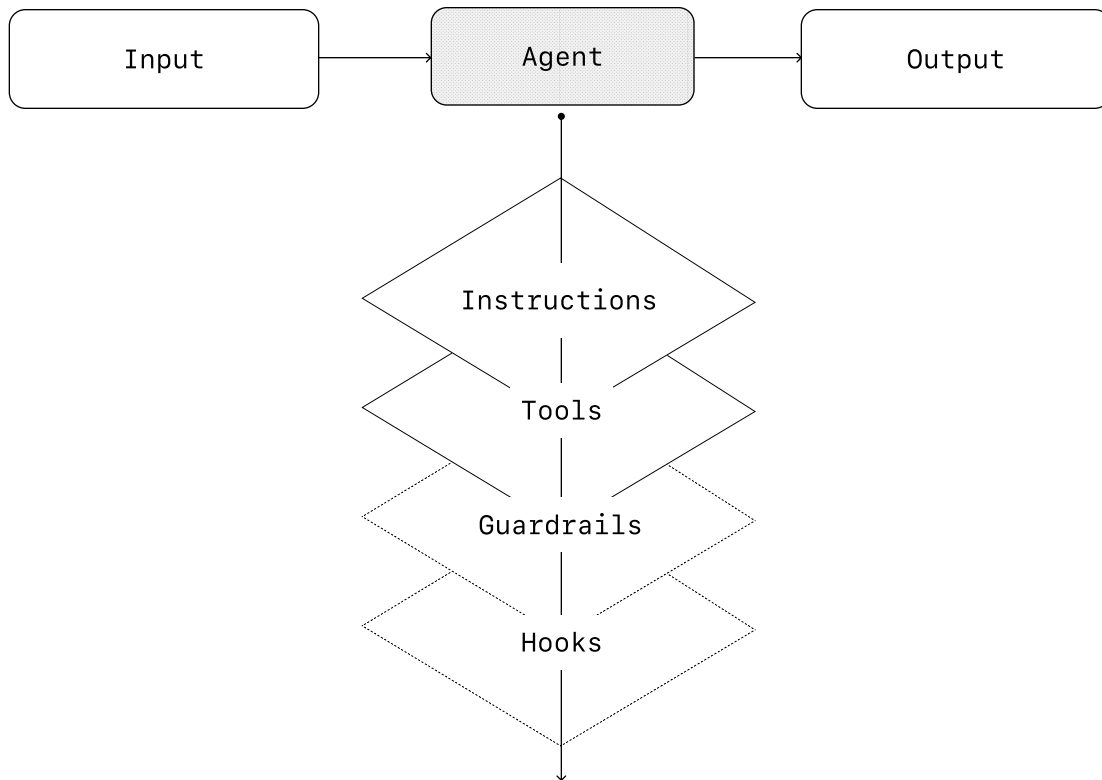 Input
Agent
Output
Instructions
Tools
Guardrails
Hooks